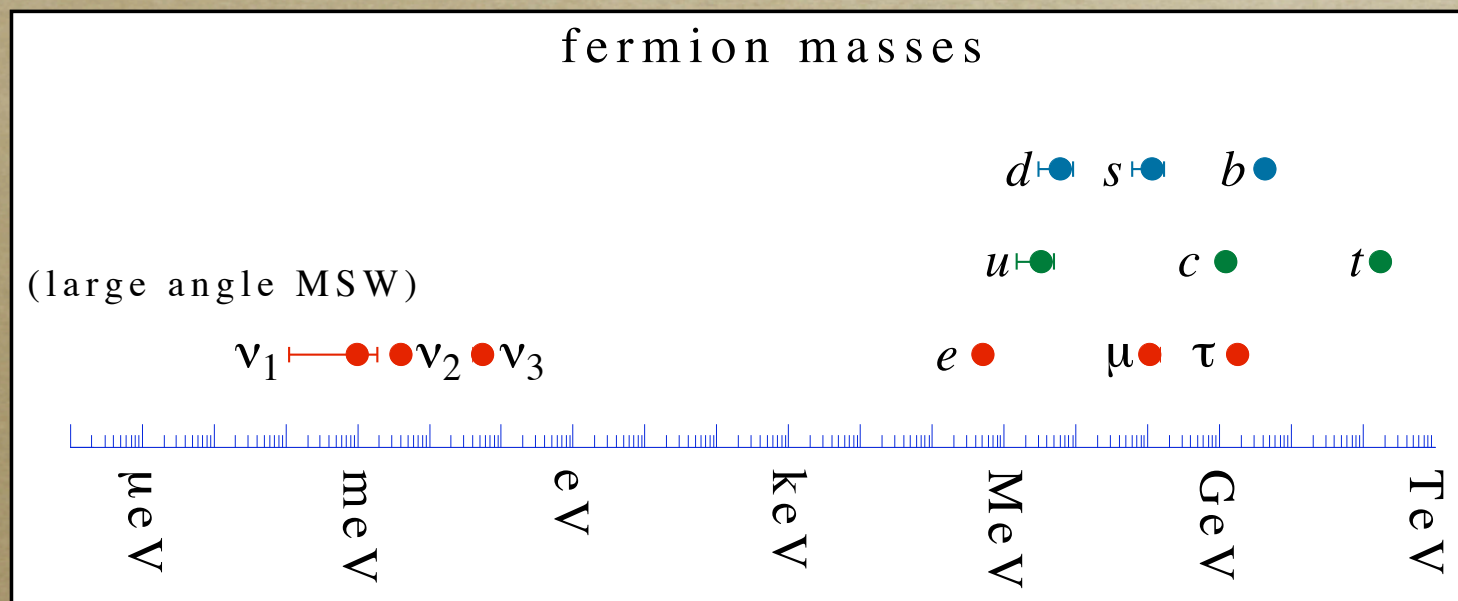 fermion masses
d s b
u c t
(large angle MSW)
ν1 ν2 ν3 e μ τ
μeV meV eV keV MeV GeV TeV